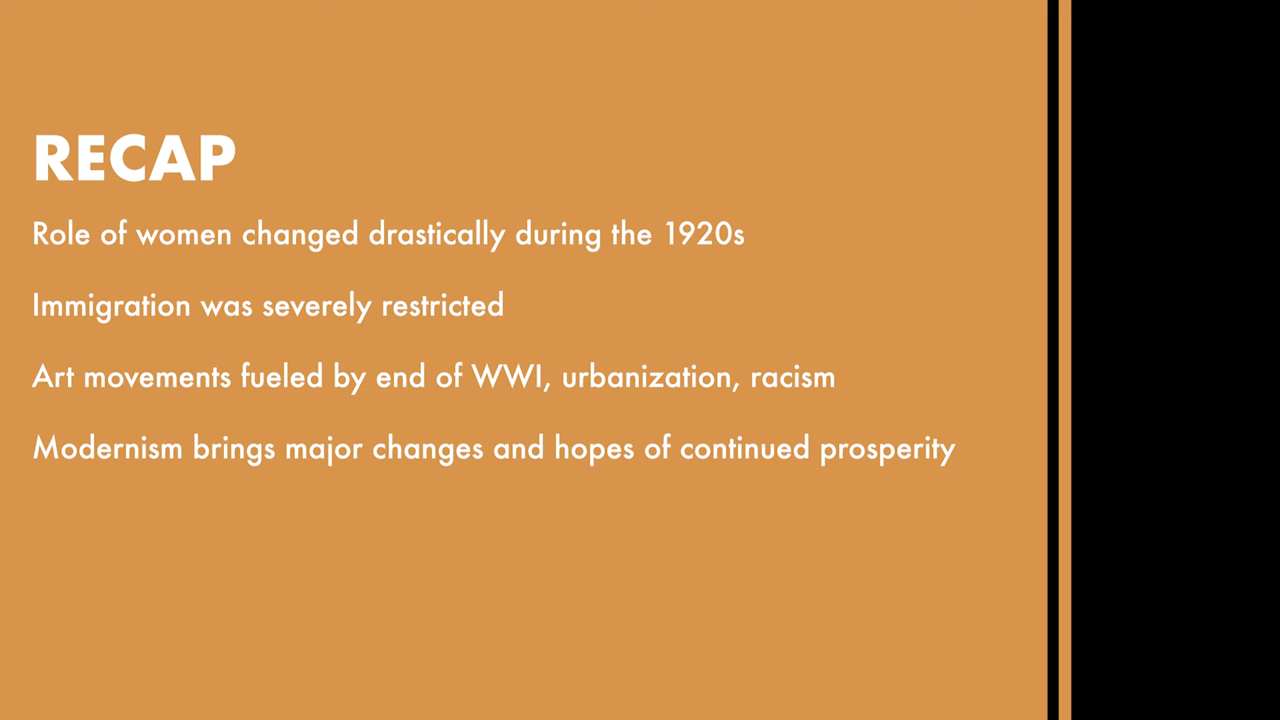 RECAP
Role of women changed drastically during the 1920s
Immigration was severely restricted
Art movements fueled by end of WWI, urbanization, racism
Modernism brings major changes and hopes of continued prosperity